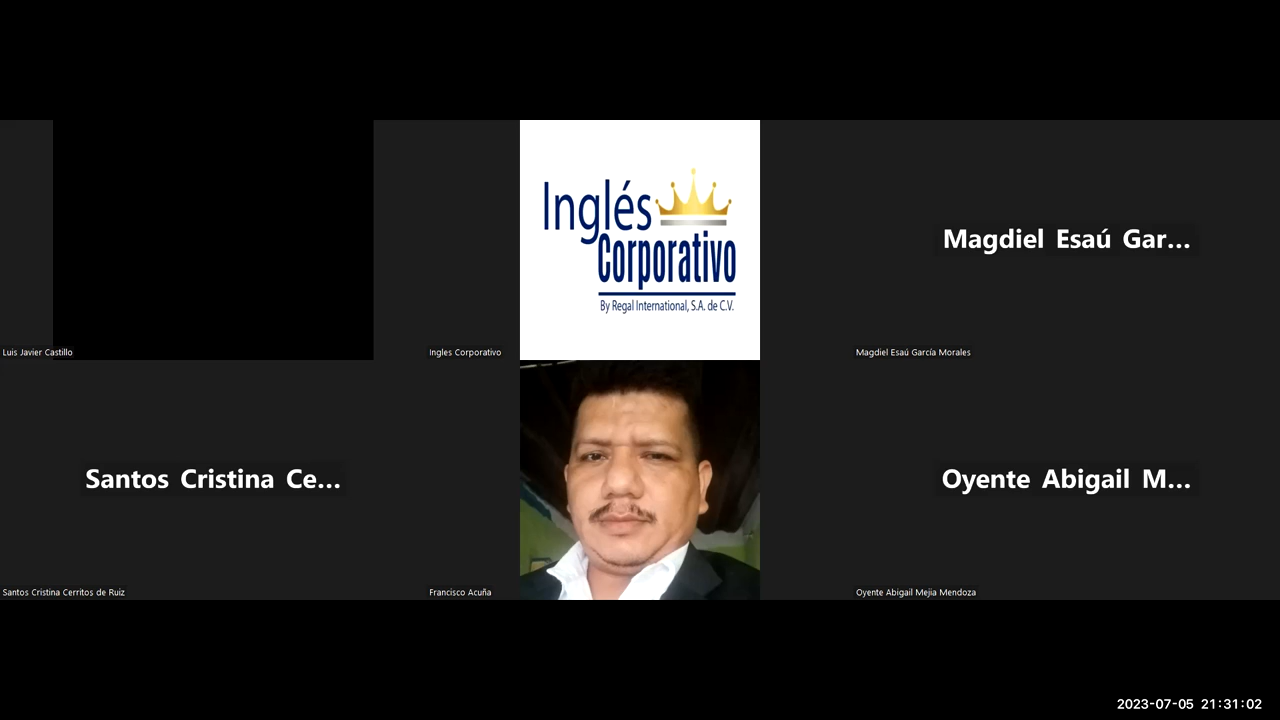 Inglés
Corporativo
By Regal International, S.A. de C.V.
Magdiel Esaú Gar...
Luis Javier Castillo
Ingles Corporativo
Magdiel Esaú García Morales
Santos Cristina Ce...
Oyente Abigail M...
Santos Cristina Cerritos de Ruiz
Francisco Acuña
Oyente Abigail Mejia Mendoza
2023-07-05 21:31:02